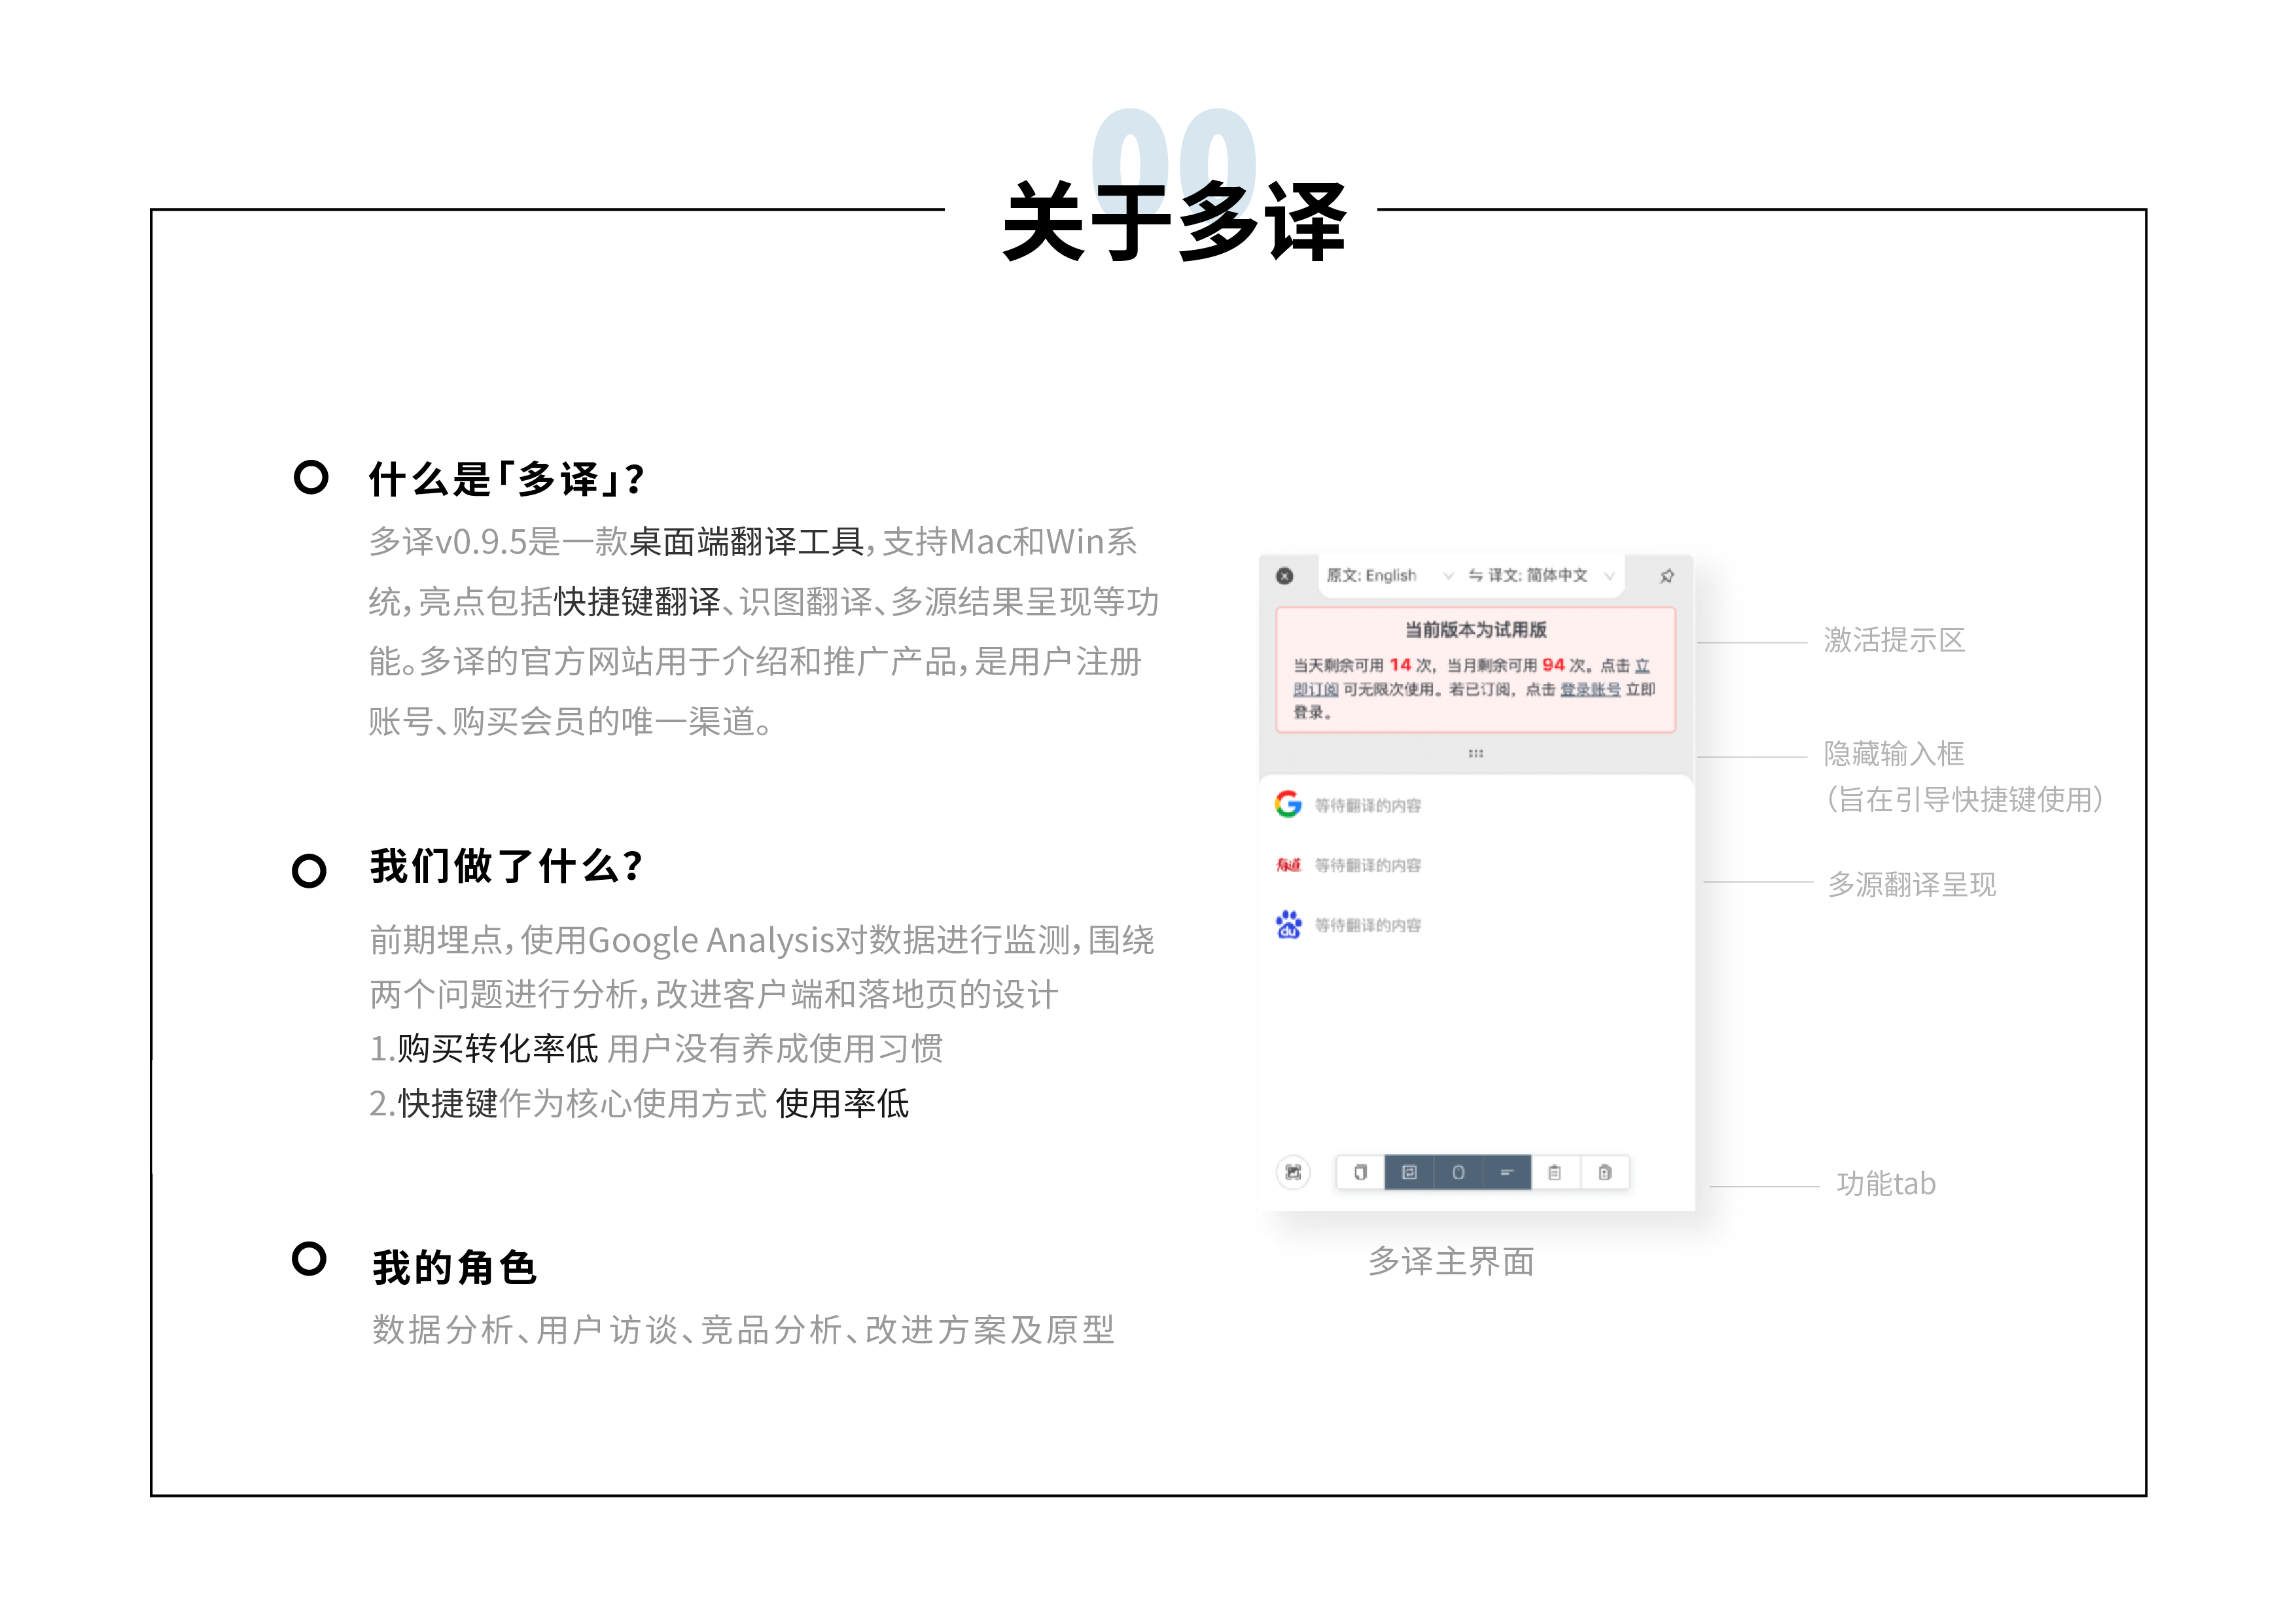 00
关于多译
什么是「多译」?
多译v0.9.5是一款桌面端翻译工具,支持Mac和Win系
统,亮点包括快捷键翻译、识图翻译、多源结果呈现等功
能。多译的官方网站用于介绍和推广产品,是用户注册
账号、购买会员的唯一渠道。
我们做了什么?
前期埋点,使用Google Analysis对数据进行监测,围绕
两个问题进行分析,改进客户端和落地页的设计
1.购买转化率低 用户没有养成使用习惯
2.快捷键作为核心使用方式 使用率低
我的角色
数据分析、用户访谈、竞品分析、改进方案及原型
原文: English ⇋ 译文: 简体中文
当前版本为试用版
当天剩余可用 14 次，当月剩余可用 94 次。点击 立
即订阅 可无限次使用。若已订阅，点击 登录账号 立即
登录。
等待翻译的内容
有道 等待翻译的内容
du 等待翻译的内容
多译主界面
激活提示区
隐藏输入框
（旨在引导快捷键使用）
多源翻译呈现
功能tab